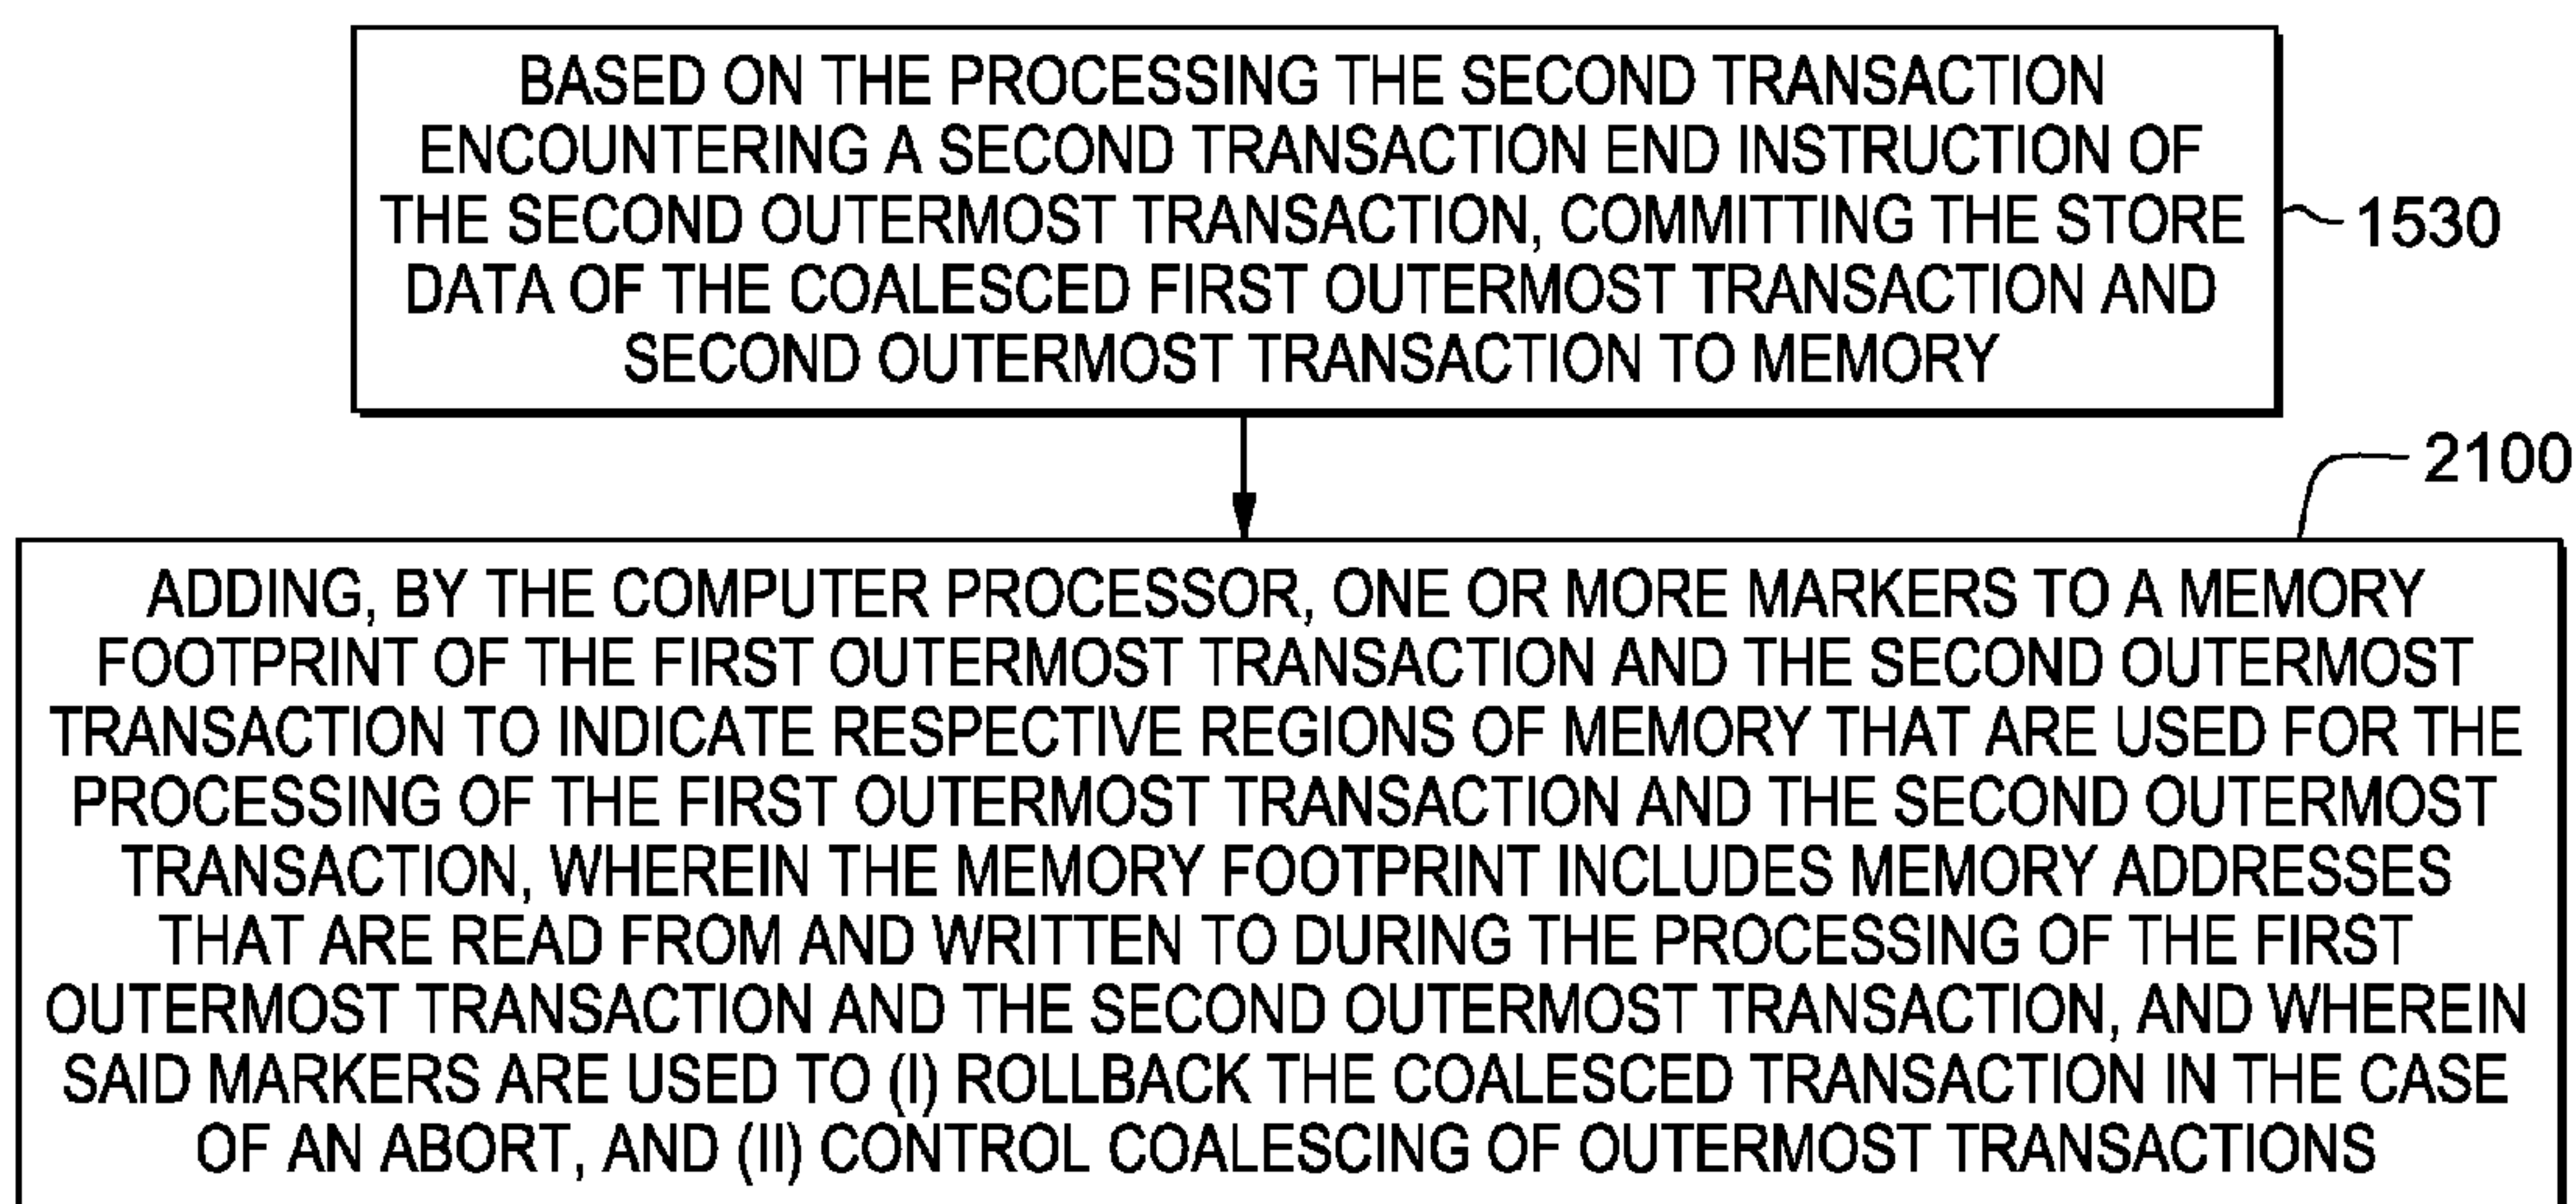 BASED ON THE PROCESSING THE SECOND TRANSACTION
ENCOUNTERING A SECOND TRANSACTION END INSTRUCTION OF
THE SECOND OUTERMOST TRANSACTION, COMMITTING THE STORE
DATA OF THE COALESCED FIRST OUTERMOST TRANSACTION AND
SECOND OUTERMOST TRANSACTION TO MEMORY
1530
2100
ADDING, BY THE COMPUTER PROCESSOR, ONE OR MORE MARKERS TO A MEMORY
FOOTPRINT OF THE FIRST OUTERMOST TRANSACTION AND THE SECOND OUTERMOST
TRANSACTION TO INDICATE RESPECTIVE REGIONS OF MEMORY THAT ARE USED FOR THE
PROCESSING OF THE FIRST OUTERMOST TRANSACTION AND THE SECOND OUTERMOST
TRANSACTION, WHEREIN THE MEMORY FOOTPRINT INCLUDES MEMORY ADDRESSES
THAT ARE READ FROM AND WRITTEN TO DURING THE PROCESSING OF THE FIRST
OUTERMOST TRANSACTION AND THE SECOND OUTERMOST TRANSACTION, AND WHEREIN
SAID MARKERS ARE USED TO (I) ROLLBACK THE COALESCED TRANSACTION IN THE CASE
OF AN ABORT, AND (II) CONTROL COALESCING OF OUTERMOST TRANSACTIONS